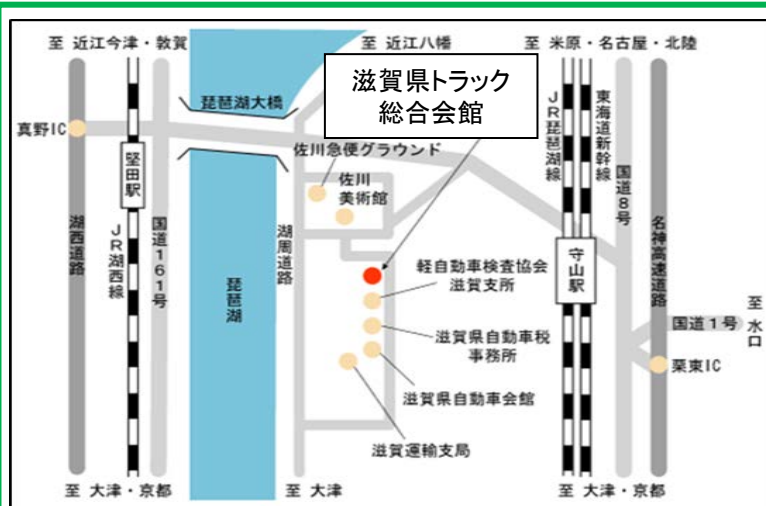 至 近江今津・敦賀
至 近江八幡
至 米原・名古屋・北陸
滋賀県トラック
総合会館
琵琶湖大橋
真野IC
佐川急便グラウンド
佐川
美術館
堅田駅
湖西道路
JR湖西線
国道161号
琵琶湖
湖周道路
JR琵琶湖線
東海道新幹線
国道8号
名神高速道路
守山駅
軽自動車検査協会
滋賀支所
滋賀県自動車税
事務所
滋賀県自動車会館
滋賀運輸支局
国道1号
至 水口
栗東IC
至 大津・京都
至 大津
至 大津・京都